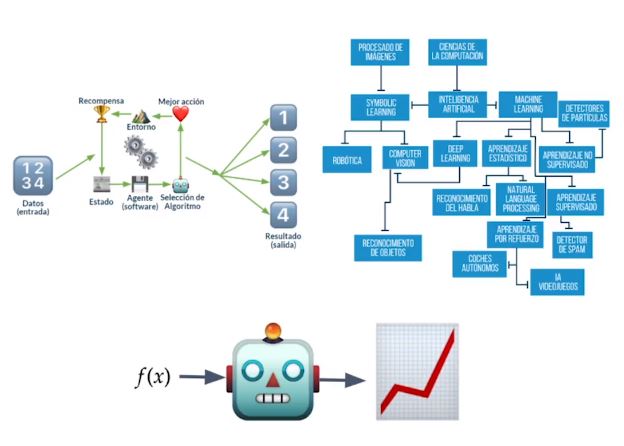 Recompensa
Mejor acción
Entorno
1 2
3 4
Datos
(entrada)
Estado
Agente
(software)
Selección de
Algoritmo
1
2
3
4
Resultado
(salida)
PROCESADO DE
IMÁGENES
CIENCIAS DE
LA COMPUTACIÓN
SYMBOLIC
LEARNING
INTELIGENCIA
ARTIFICIAL
MACHINE
LEARNING
DETECTORES
DE PARTÍCULAS
ROBÓTICA
COMPUTER
VISION
DEEP
LEARNING
APRENDIZAJE
ESTADÍSTICO
APRENDIZAJE NO
SUPERVISADO
RECONOCIMIENTO
DEL HABLA
NATURAL
LANGUAGE
PROCESSING
APRENDIZAJE
SUPERVISADO
RECONOCIMIENTO
DE OBJETOS
APRENDIZAJE
POR REFUERZO
DETECTOR
DE SPAM
COCHES
AUTÓNOMOS
IA
VIDEOJUEGOS
f(x)